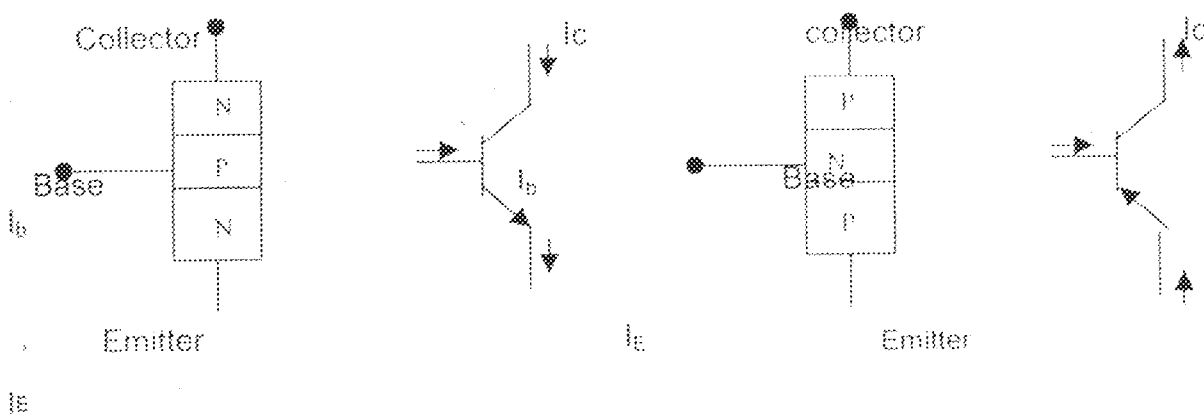 Collector
Ic
collector
Ic
N
P
P
N
Base
Base
Ib
Ib
N
P
Emitter
IE
Emitter
IE